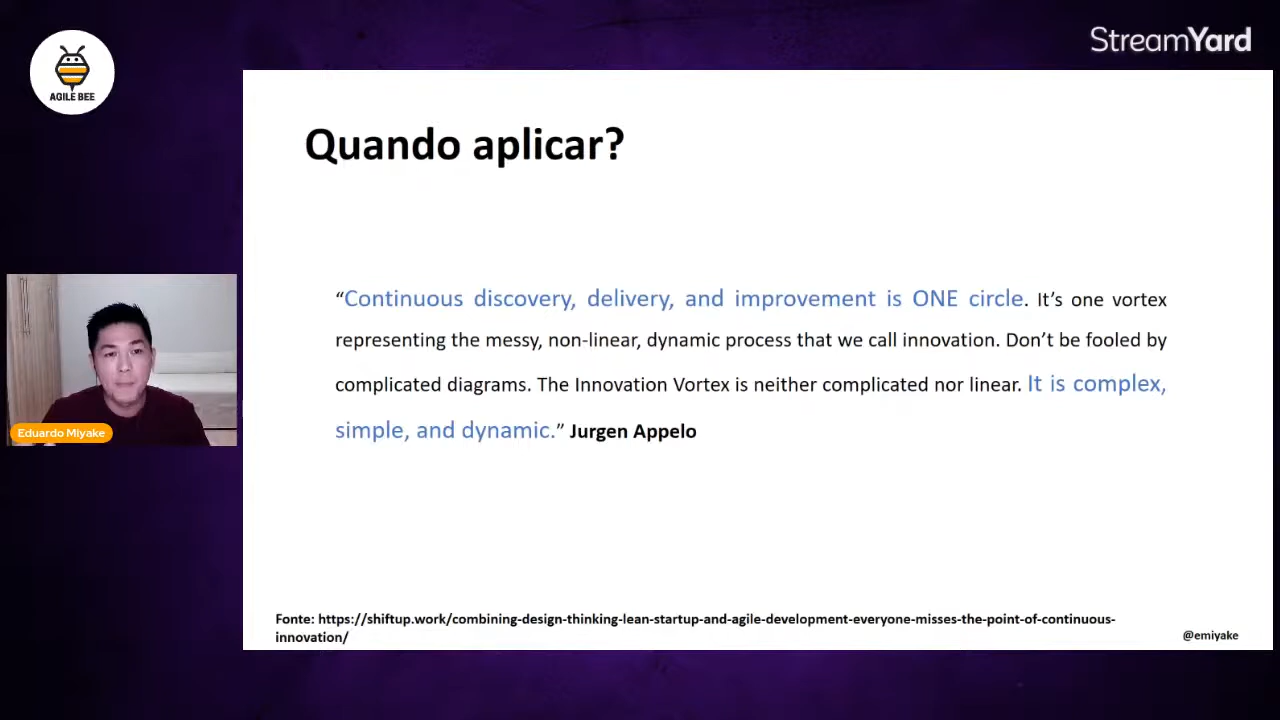 AGILE BEE
StreamYard
Quando aplicar?
“Continuous discovery, delivery, and improvement is ONE circle. It’s one vortex
representing the messy, non-linear, dynamic process that we call innovation. Don’t be fooled by
complicated diagrams. The Innovation Vortex is neither complicated nor linear. It is complex,
simple, and dynamic.” Jurgen Appelo
Eduardo Miyake
Fonte: https://shiftup.work/combining-design-thinking-lean-startup-and-agile-development-everyone-misses-the-point-of-continuous-
innovation/
@emiyake